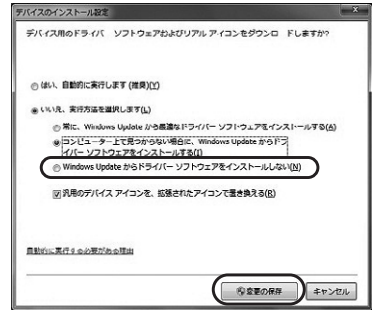 デバイスのインストール設定
デバイス用のドライバ ソフトウェアおよびリアル アイコンをダウンロ ドしますか?
はい、自動的に実行します (推奨)(Y)
いいえ、実行方法を選択します(L)
常に、Windows Update から最適なドライバー ソフトウェアをインストールする(A)
コンピューター上で見つからない場合に、Windows Update からドラ
イバー ソフトウェアをインストールする(I)
Windows Update からドライバー ソフトウェアをインストールしない(N)
汎用のデバイス アイコンを、拡張されたアイコンで置き換える(R)
自動的に実行する必要がある理由
変更の保存
キャンセル